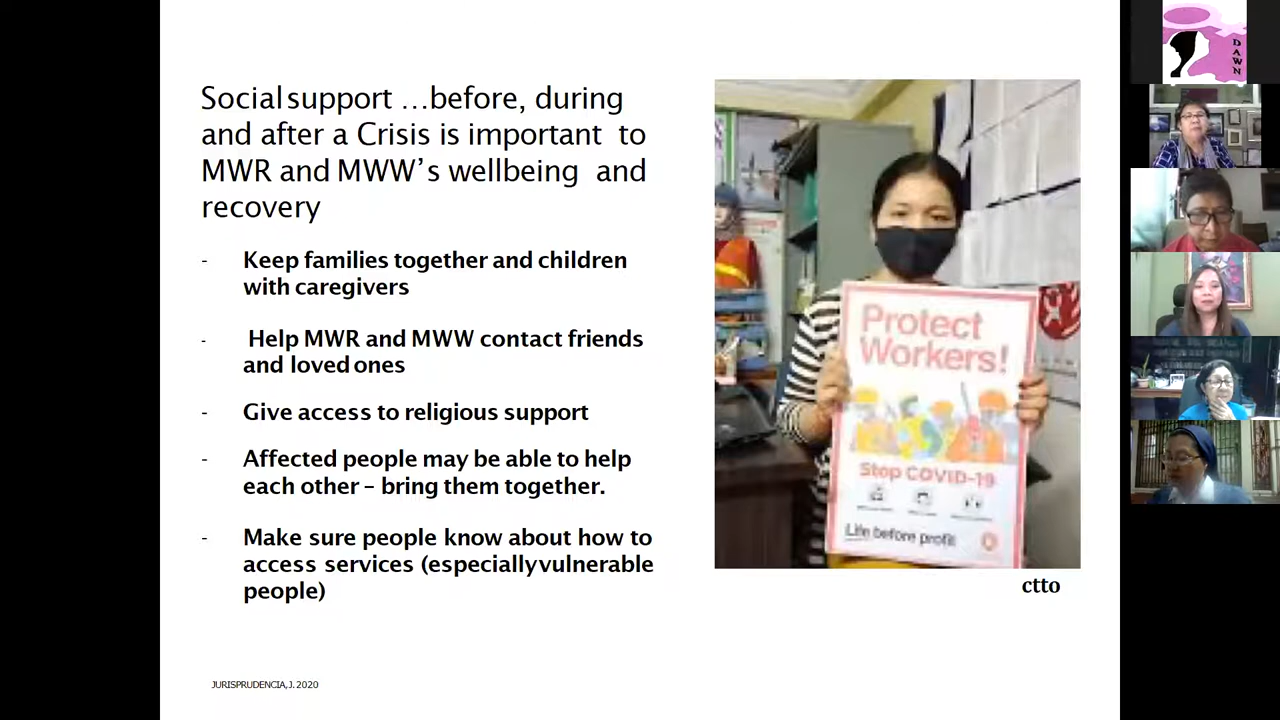 Social support …before, during
and after a Crisis is important to
MWR and MWW’s wellbeing and
recovery
- Keep families together and children
with caregivers
- Help MWR and MWW contact friends
and loved ones
- Give access to religious support
- Affected people may be able to help
each other – bring them together.
- Make sure people know about how to
access services (especially vulnerable
people)
JURISPRUDENCIA, J. 2020
Protect
Workers!
Stop COVID-19
Life before profit
ctto
DAWN